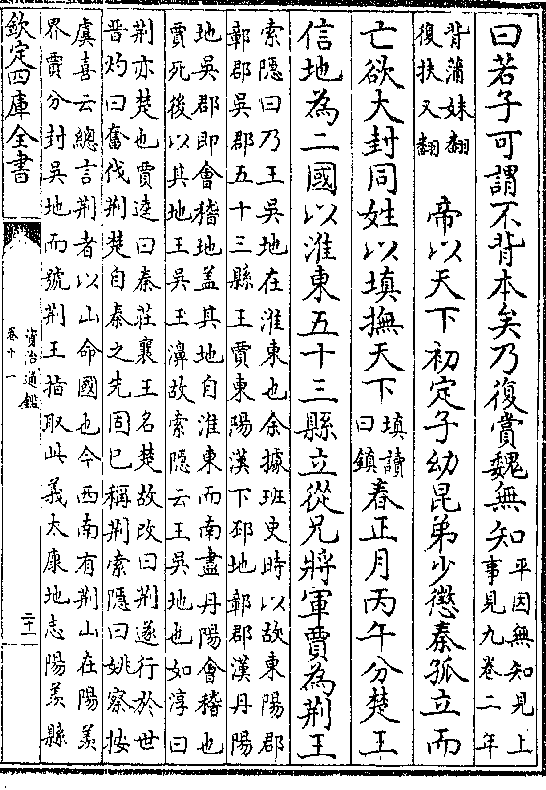 曰若子可謂不背本矣乃復賞魏無知平因無知見上事見九卷二年
背蒲妹翻復扶又翻　帝以天下初定子幼昆弟少懲秦孤立而
亡欲大封同姓以填撫天下填讀曰鎮春正月丙午分楚王
信地為二國以淮東五十三縣立從兄將軍賈為荆王
索隠曰乃王吳地在淮東也余據班史時以故東陽郡
鄣郡吳郡五十三縣王賈東陽漢下邳地鄣郡漢丹陽
地吳郡即會稽地盖其地自淮東而南盡丹陽會稽也
賈死後以其地王吳王濞故索隠云王吳地也如淳曰
荆亦楚也賈逵曰秦莊襄王名楚故改曰荆遂行於世
晉灼曰奮伐荆楚自秦之先固已稱荆索隠曰姚察按
虞喜云總言荆者以山命國也今西南有荆山在陽羡
界賈分封吳地而號荆王指取此義太康地志陽羡縣
欽定四庫全書
資治通鑑
卷十一